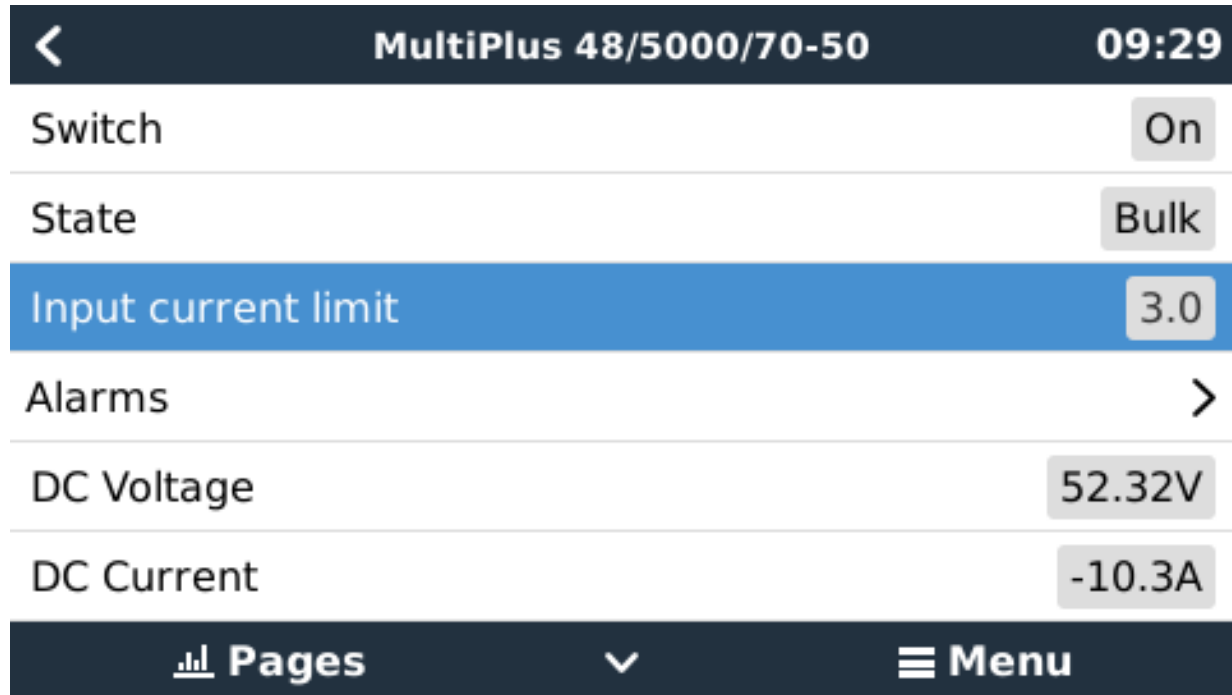 MultiPlus 48/5000/70-50 09:29
Switch On
State Bulk
Input current limit 3.0
Alarms
DC Voltage 52.32V
DC Current -10.3A
Pages Menu